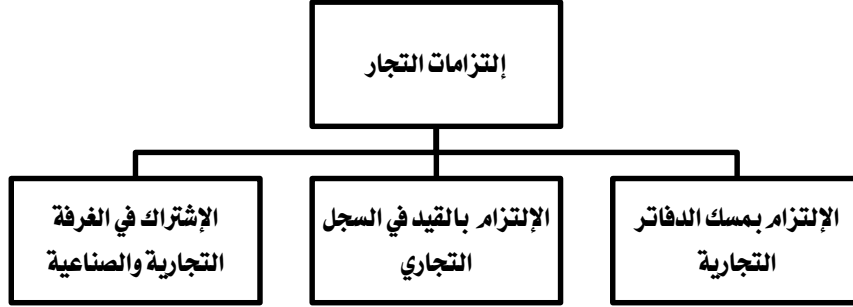 إلتزامات التجار
الإلتزام بمسك الدفاتر
التجارية
الإلتزام بالقيد في السجل
التجاري
الإشتراك في الغرفة
التجارية والصناعية